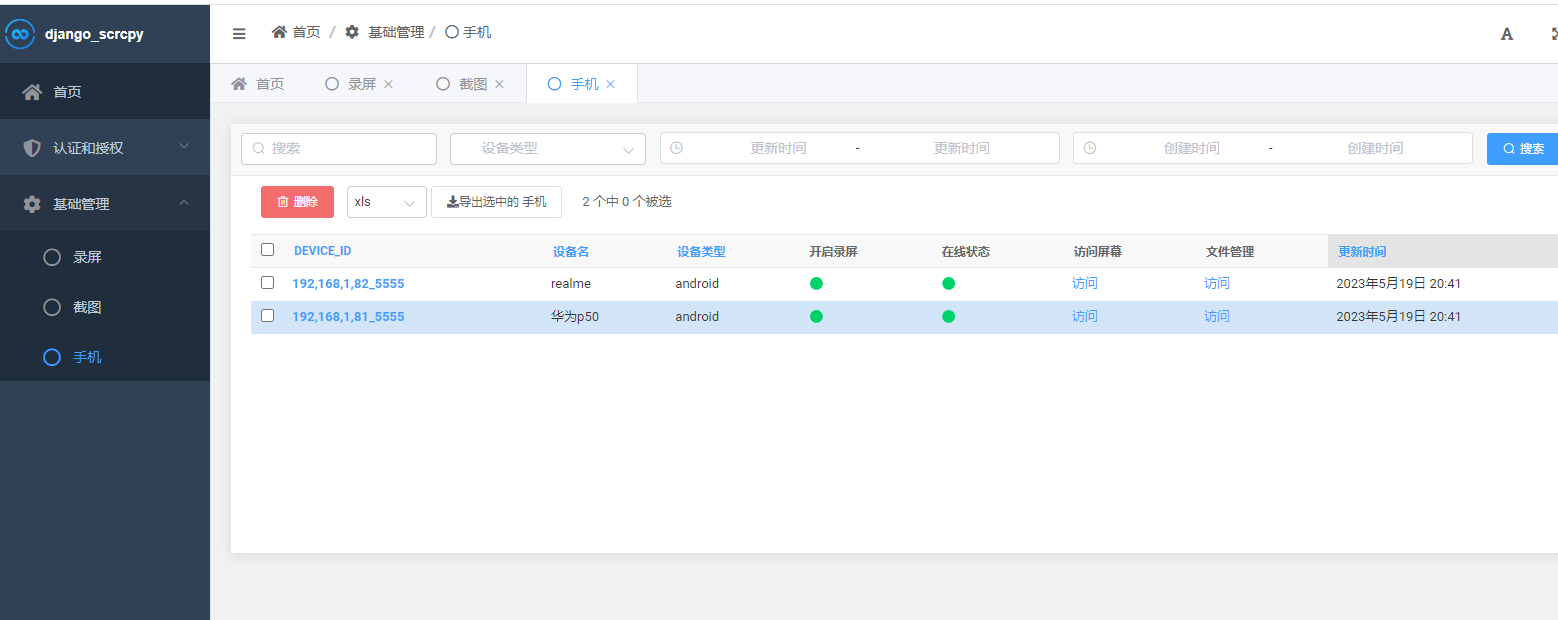 django_scrcpy
首页 / 基础管理 / 手机
A
首页
认证和授权
基础管理
录屏
截图
手机
首页 录屏 截图 手机
搜索 设备类型 更新时间 - 更新时间 创建时间 - 创建时间 搜索
删除 xls 导出选中的 手机 2 个中 0 个被选
DEVICE_ID 设备名 设备类型 开启录屏 在线状态 访问屏幕 文件管理 更新时间
192,168,1,82_5555 realme android 访问 访问 2023年5月19日 20:41
192,168,1,81_5555 华为p50 android 访问 访问 2023年5月19日 20:41